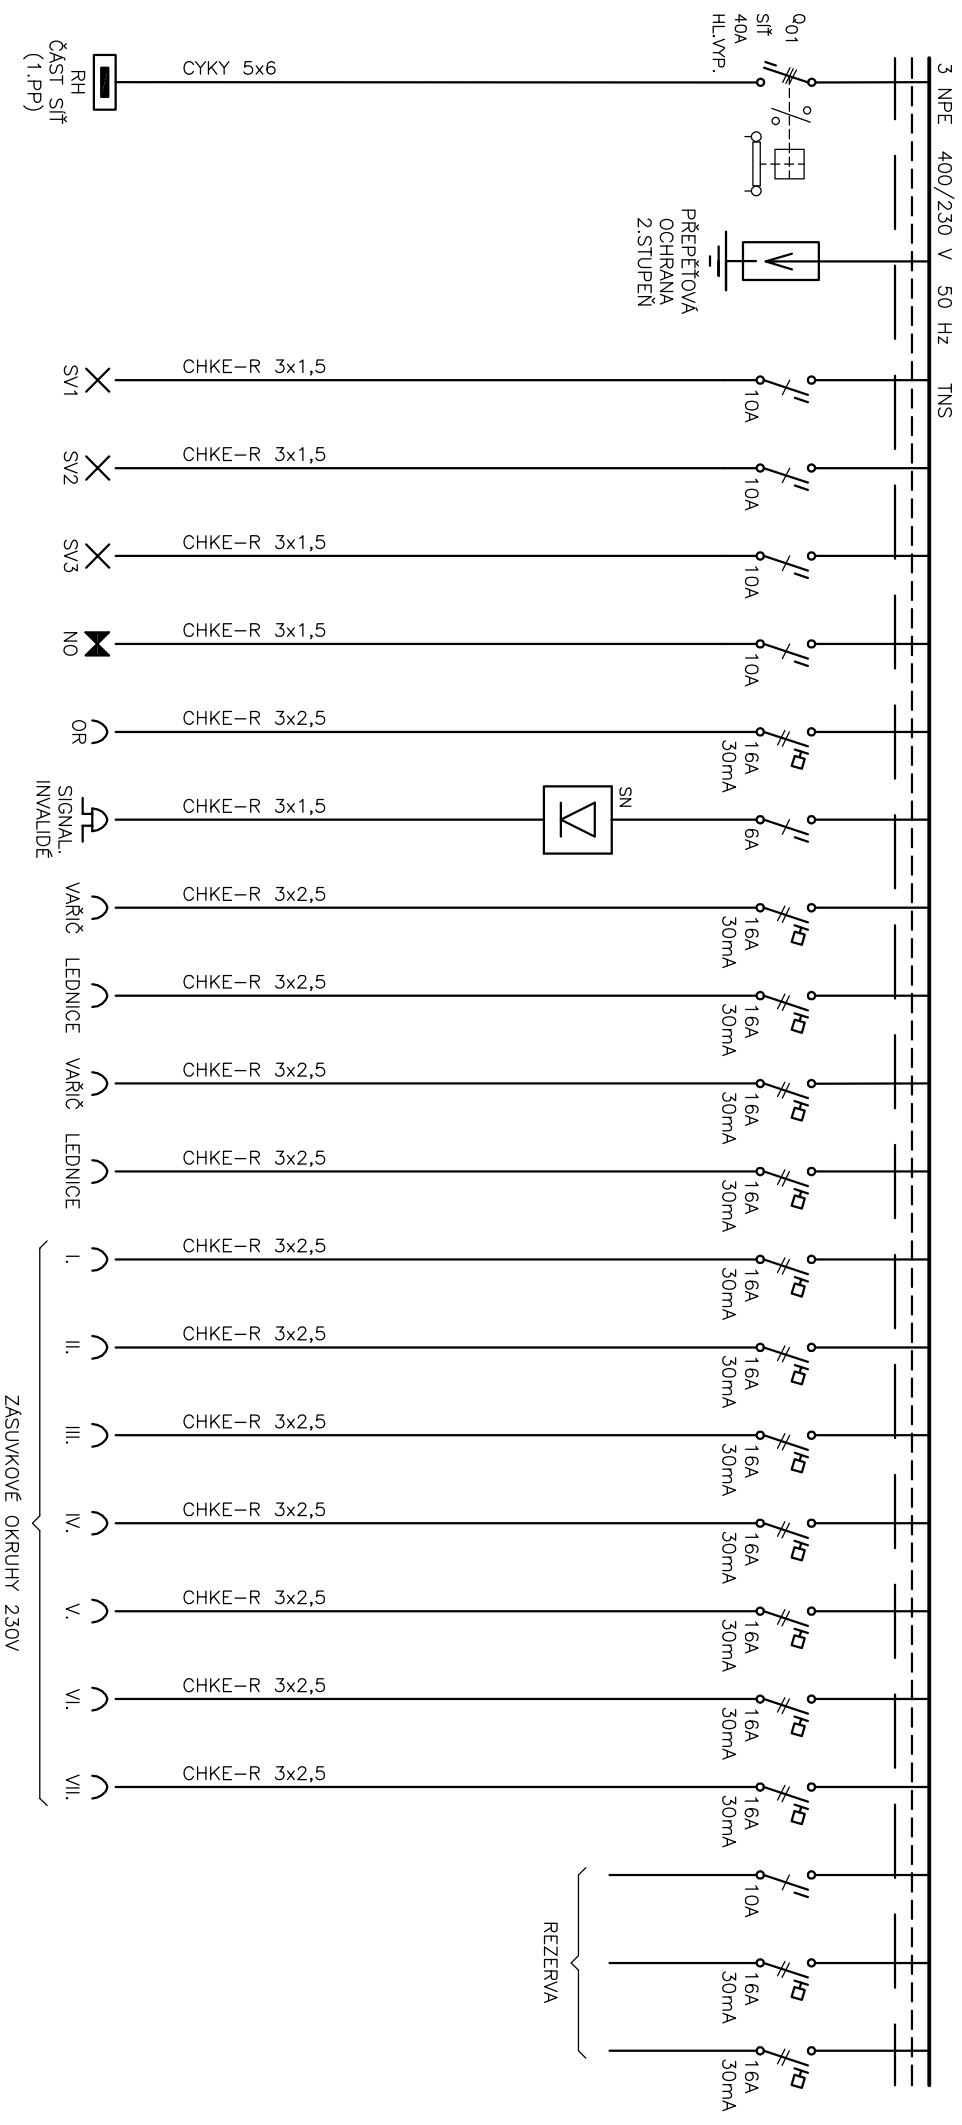 3 NPE 400/230 V 50 Hz TNS
Q01
SÍŤ
40A
HL.VYP.
CYKY 5x6
RH
ČÁST SÍŤ
(1.PP)
PŘEPĚŤOVÁ
OCHRANA
2.STUPEŇ
10A
CHKE-R 3x1,5
SV1
10A
CHKE-R 3x1,5
SV2
10A
CHKE-R 3x1,5
SV3
10A
CHKE-R 3x1,5
NO
16A
30mA
CHKE-R 3x2,5
OR
6A
SN
CHKE-R 3x1,5
SIGNAL.
INVALIDÉ
16A
30mA
CHKE-R 3x2,5
VAŘIČ
16A
30mA
CHKE-R 3x2,5
LEDNICE
16A
30mA
CHKE-R 3x2,5
VAŘIČ
16A
30mA
CHKE-R 3x2,5
LEDNICE
16A
30mA
CHKE-R 3x2,5
I.
16A
30mA
CHKE-R 3x2,5
II.
16A
30mA
CHKE-R 3x2,5
III.
16A
30mA
CHKE-R 3x2,5
IV.
16A
30mA
CHKE-R 3x2,5
V.
16A
30mA
CHKE-R 3x2,5
VI.
16A
30mA
CHKE-R 3x2,5
VII.
ZÁSUVKOVÉ OKRUHY 230V
10A
16A
30mA
16A
30mA
REZERVA